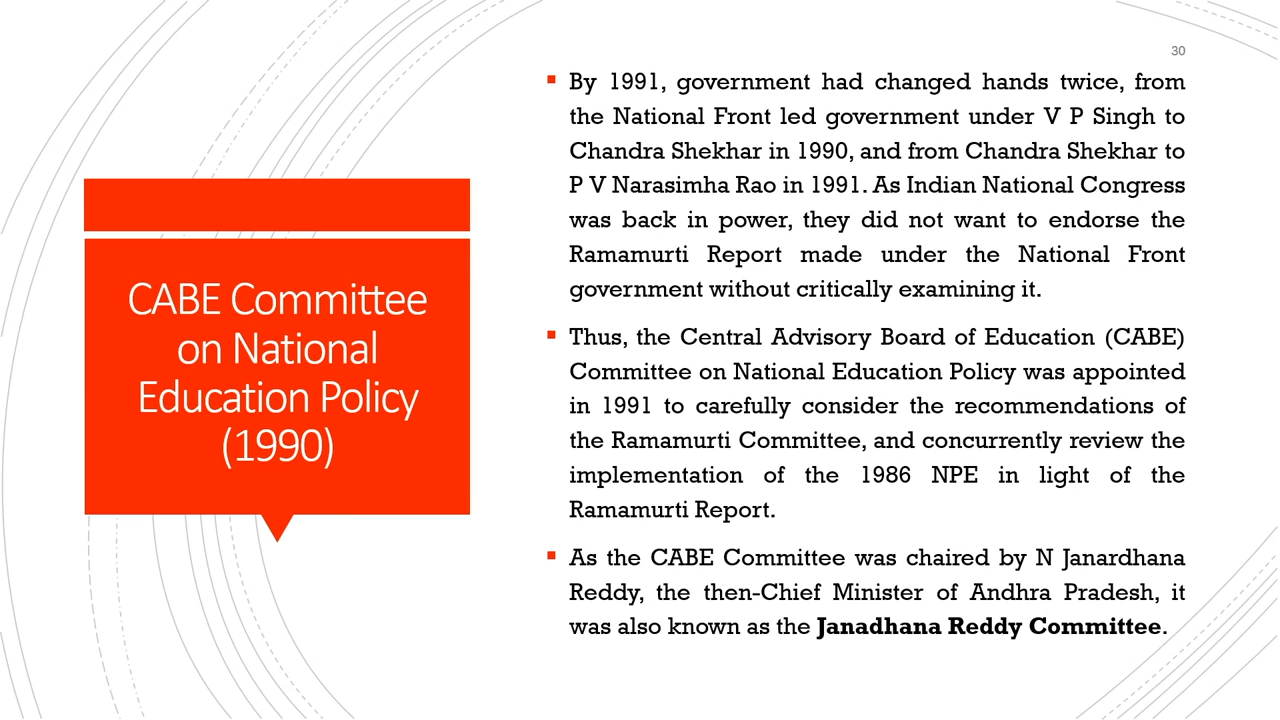 30
CABE Committee
on National
Education Policy
(1990)
▪ By 1991, government had changed hands twice, from
the National Front led government under V P Singh to
Chandra Shekhar in 1990, and from Chandra Shekhar to
P V Narasimha Rao in 1991. As Indian National Congress
was back in power, they did not want to endorse the
Ramamurti Report made under the National Front
government without critically examining it.
▪ Thus, the Central Advisory Board of Education (CABE)
Committee on National Education Policy was appointed
in 1991 to carefully consider the recommendations of
the Ramamurti Committee, and concurrently review the
implementation of the 1986 NPE in light of the
Ramamurti Report.
▪ As the CABE Committee was chaired by N Janardhana
Reddy, the then-Chief Minister of Andhra Pradesh, it
was also known as the Janadhana Reddy Committee.